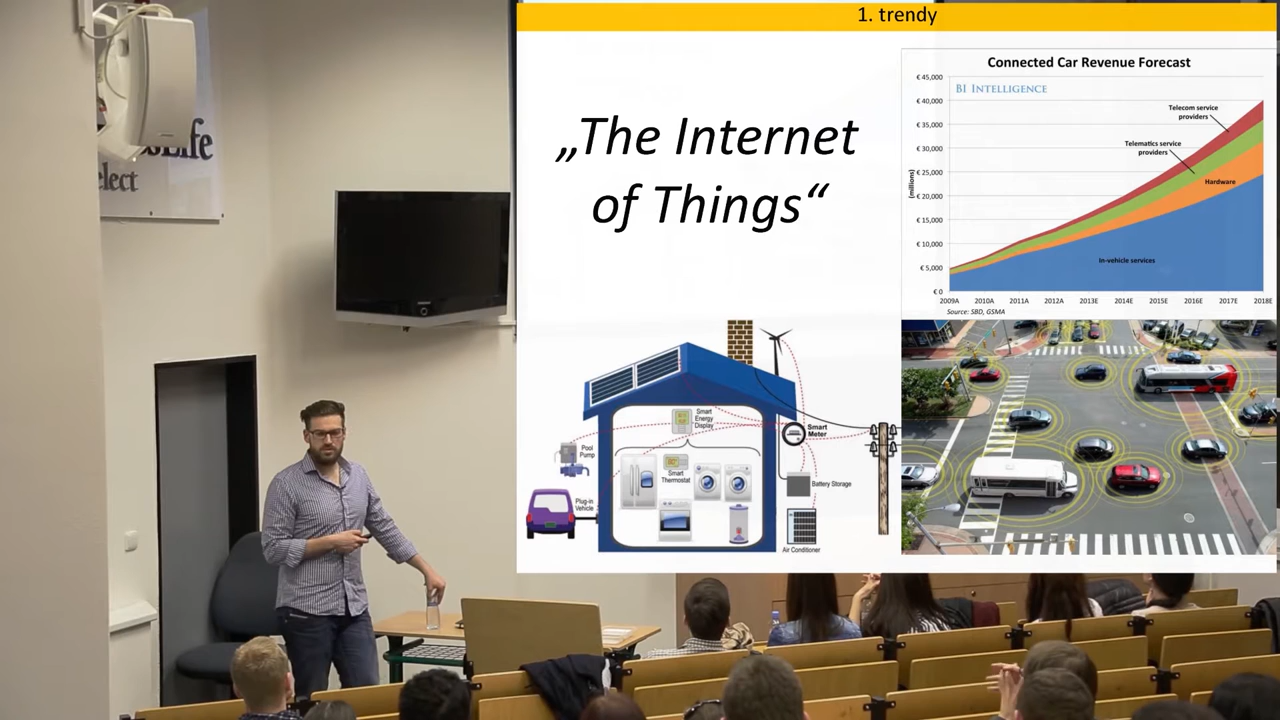 1. trendy
„The Internet
of Things“
Connected Car Revenue Forecast
BI INTELLIGENCE
€ 45,000
€ 40,000
€ 35,000
€ 30,000
€ 25,000
€ 20,000
€ 15,000
€ 10,000
€ 5,000
€ 0
(millions)
Telecom service
providers
Telematics service
providers
Hardware
In-vehicle services
2009A 2010A 2011A 2012A 2013E 2014E 2015E 2016E 2017E 2018E
Source: SBD, GSMA
Smart
Energy
Display
Smart
Meter
Pool
Pump
Smart
Thermostat
Battery Storage
Plug-in
Vehicle
Air Conditioner
elect